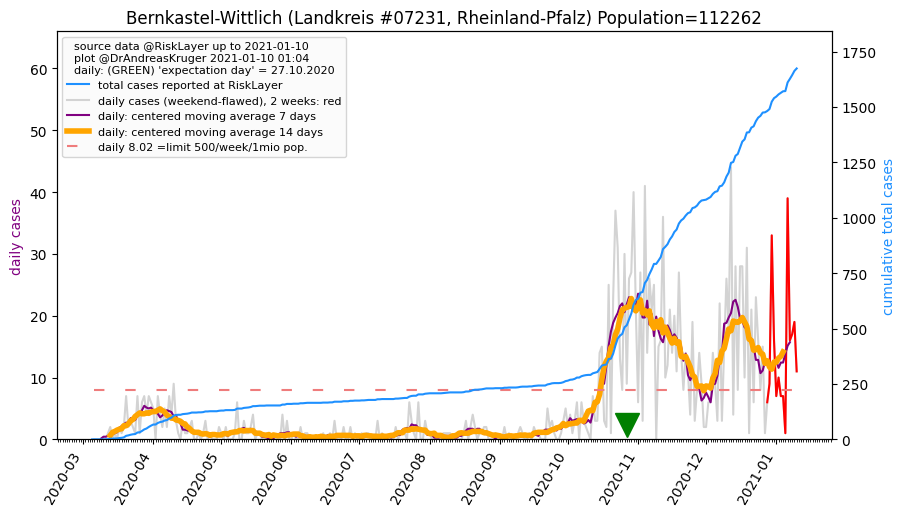 Bernkastel-Wittlich (Landkreis #07231, Rheinland-Pfalz) Population=112262
source data @RiskLayer up to 2021-01-10
plot @DrAndreasKruger 2021-01-10 01:04
daily: (GREEN) 'expectation day' = 27.10.2020
total cases reported at RiskLayer
daily cases (weekend-flawed), 2 weeks: red
daily: centered moving average 7 days
daily: centered moving average 14 days
daily 8.02 =limit 500/week/1mio pop.
daily cases
60
50
40
30
20
10
0
cumulative total cases
1750
1500
1250
1000
750
500
250
0
2020-03
2020-04
2020-05
2020-06
2020-07
2020-08
2020-09
2020-10
2020-11
2020-12
2021-01